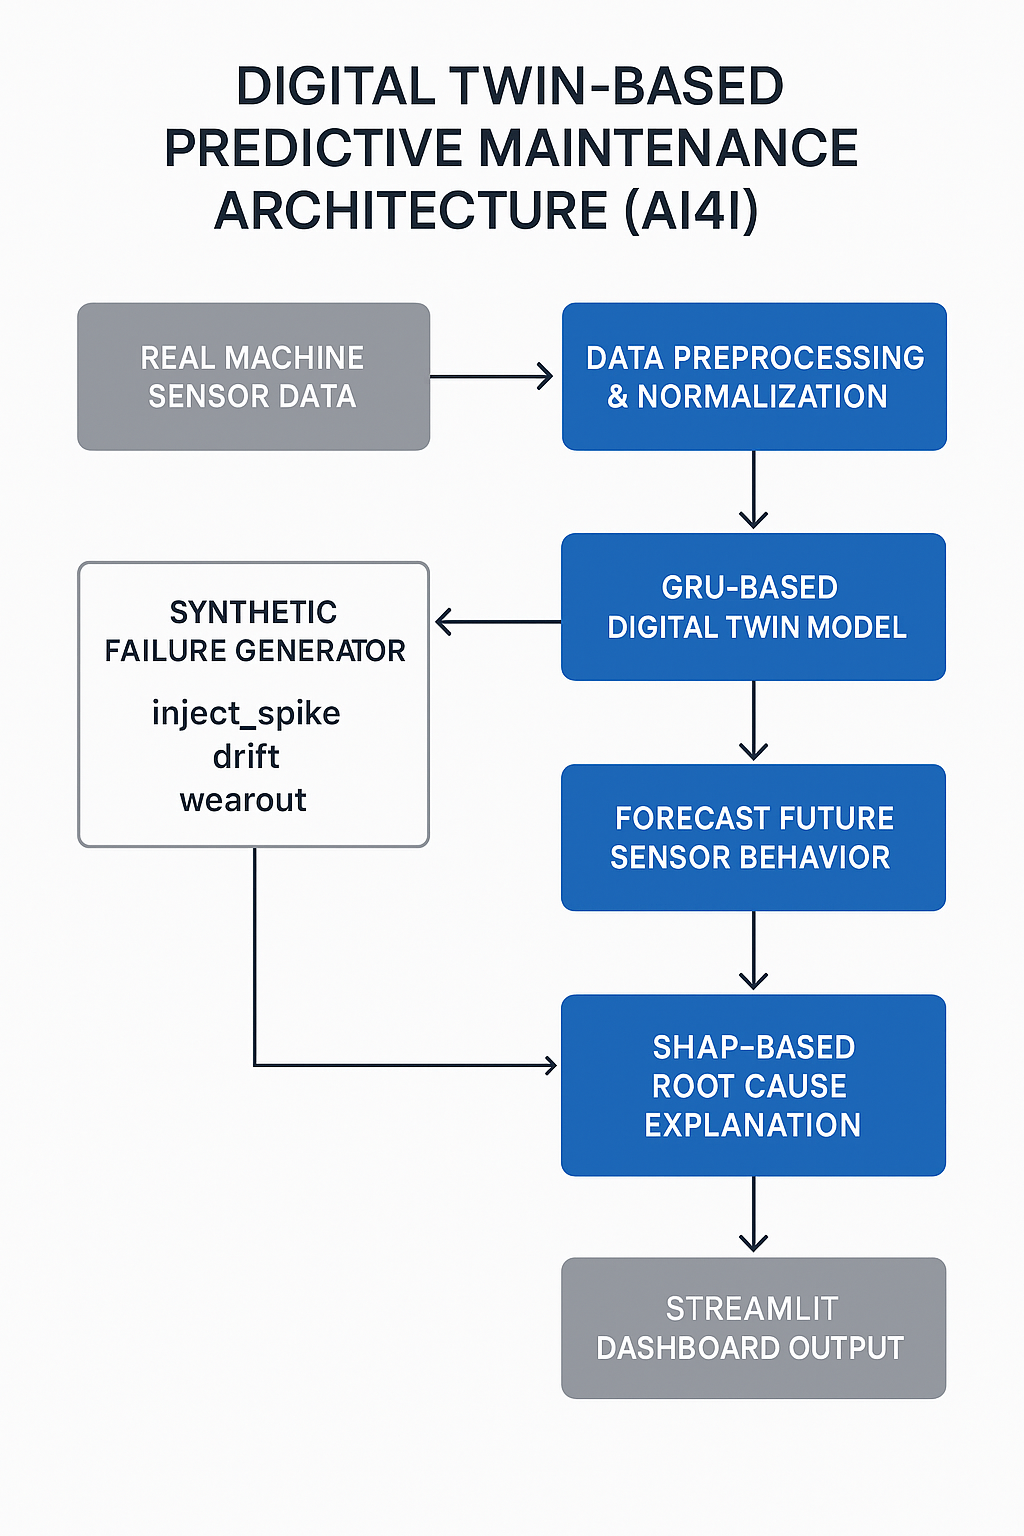 DIGITAL TWIN-BASED
PREDICTIVE MAINTENANCE
ARCHITECTURE (AI4I)
REAL MACHINE
SENSOR DATA
DATA PREPROCESSING
& NORMALIZATION
GRU-BASED
DIGITAL TWIN MODEL
SYNTHETIC
FAILURE GENERATOR
inject_spike
drift
wearout
FORECAST FUTURE
SENSOR BEHAVIOR
SHAP-BASED
ROOT CAUSE
EXPLANATION
STREAMLIT
DASHBOARD OUTPUT